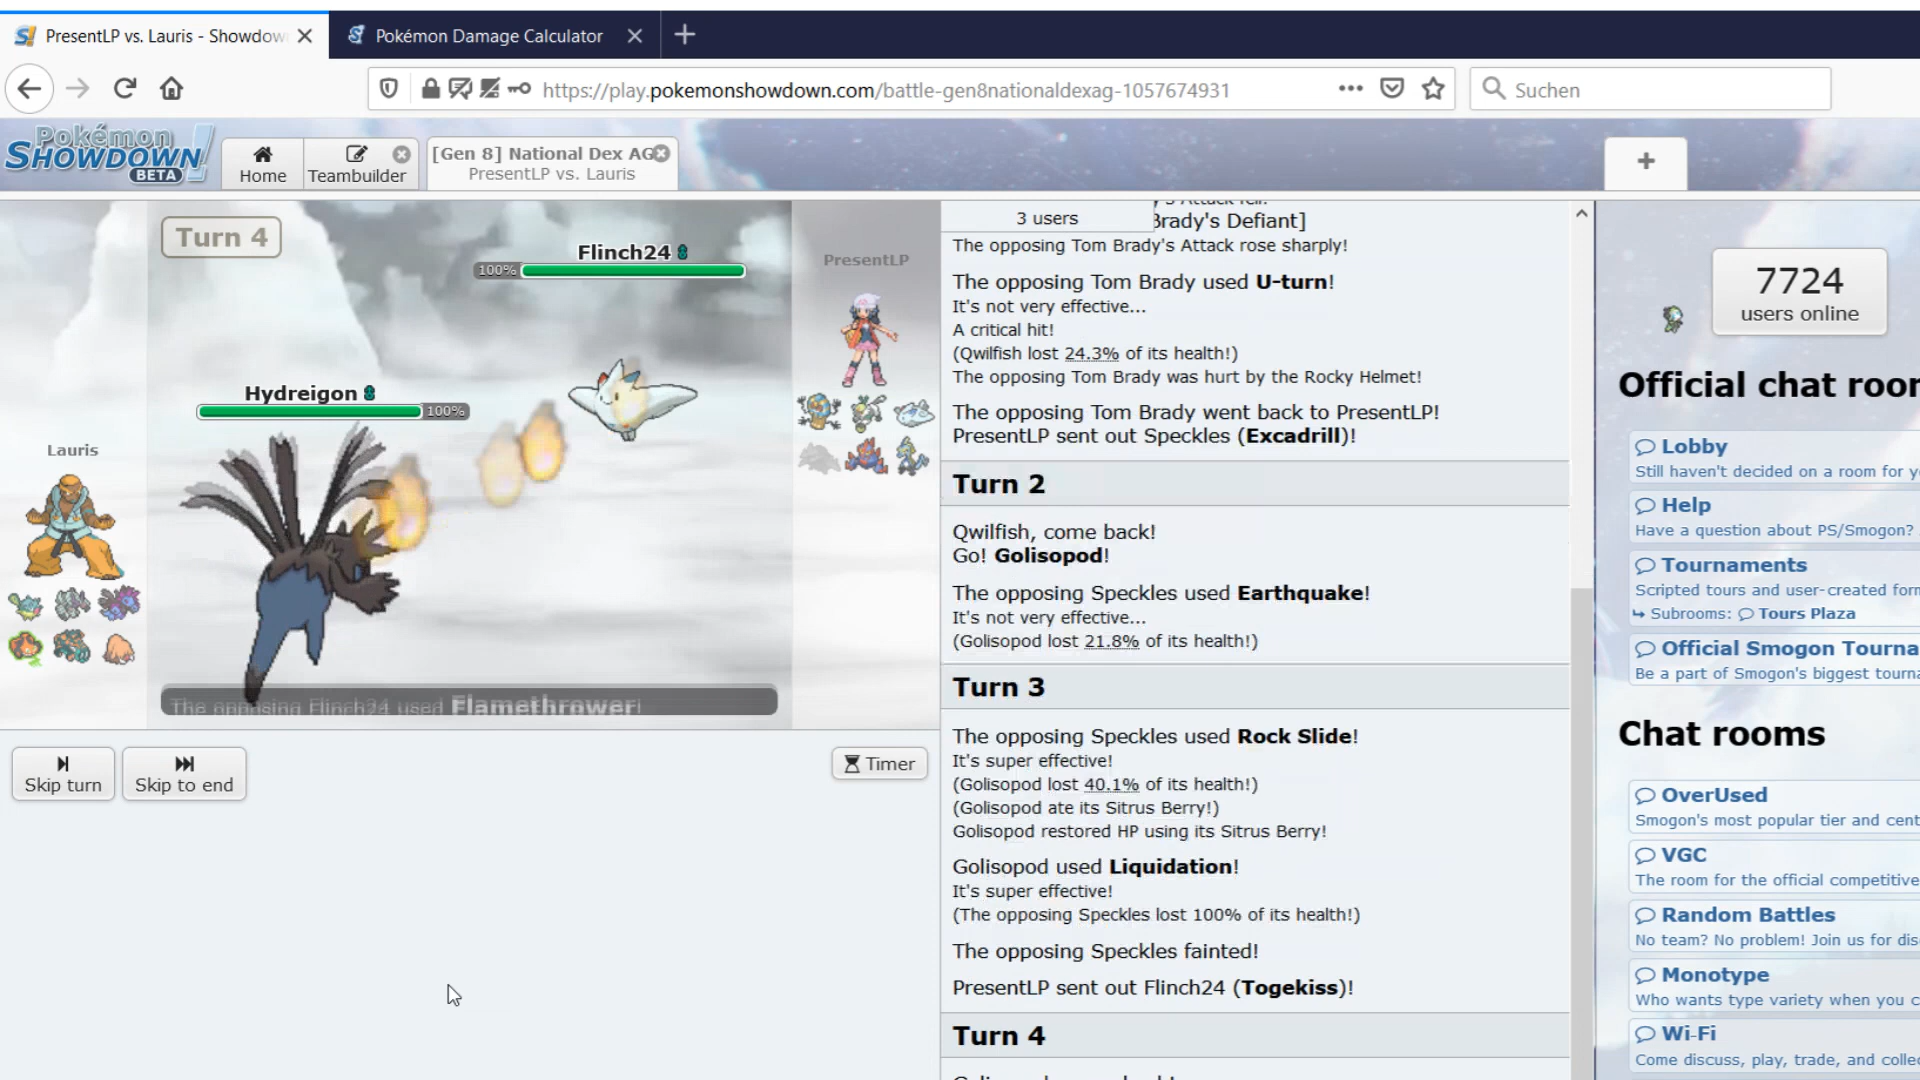 PresentLP vs. Lauris - Showdow
Pokémon Damage Calculator
https://play.pokemonshowdown.com/battle-gen8nationaldexag-1057674931
Suchen
Pokémon
SHOWDOWN!
BETA
Home
Teambuilder
[Gen 8] National Dex AG
PresentLP vs. Lauris
Turn 4
Flinch24
100%
Hydreigon
100%
PresentLP
Lauris
The opposing Flinch24 used Flamethrower!
Skip turn
Skip to end
Timer
3 users
Brady's Defiant]
The opposing Tom Brady's Attack rose sharply!
The opposing Tom Brady used U-turn!
It's not very effective...
A critical hit!
(Qwilfish lost 24.3% of its health!)
The opposing Tom Brady was hurt by the Rocky Helmet!
The opposing Tom Brady went back to PresentLP!
PresentLP sent out Speckles (Excadrill)!
Turn 2
Qwilfish, come back!
Go! Golisopod!
The opposing Speckles used Earthquake!
It's not very effective...
(Golisopod lost 21.8% of its health!)
Turn 3
The opposing Speckles used Rock Slide!
It's super effective!
(Golisopod lost 40.1% of its health!)
(Golisopod ate its Sitrus Berry!)
Golisopod restored HP using its Sitrus Berry!
Golisopod used Liquidation!
It's super effective!
(The opposing Speckles lost 100% of its health!)
The opposing Speckles fainted!
PresentLP sent out Flinch24 (Togekiss)!
Turn 4
7724
users online
Official chat roor
Lobby
Still haven't decided on a room for y
Help
Have a question about PS/Smogon?
Tournaments
Scripted tours and user-created forn
↳ Subrooms: Tours Plaza
Official Smogon Tourna
Be a part of Smogon's biggest tourna
Chat rooms
OverUsed
Smogon's most popular tier and cent
VGC
The room for the official competitive
Random Battles
No team? No problem! Join us for dis
Monotype
Who wants type variety when you c
Wi-Fi
Come discuss, play, trade, and colle